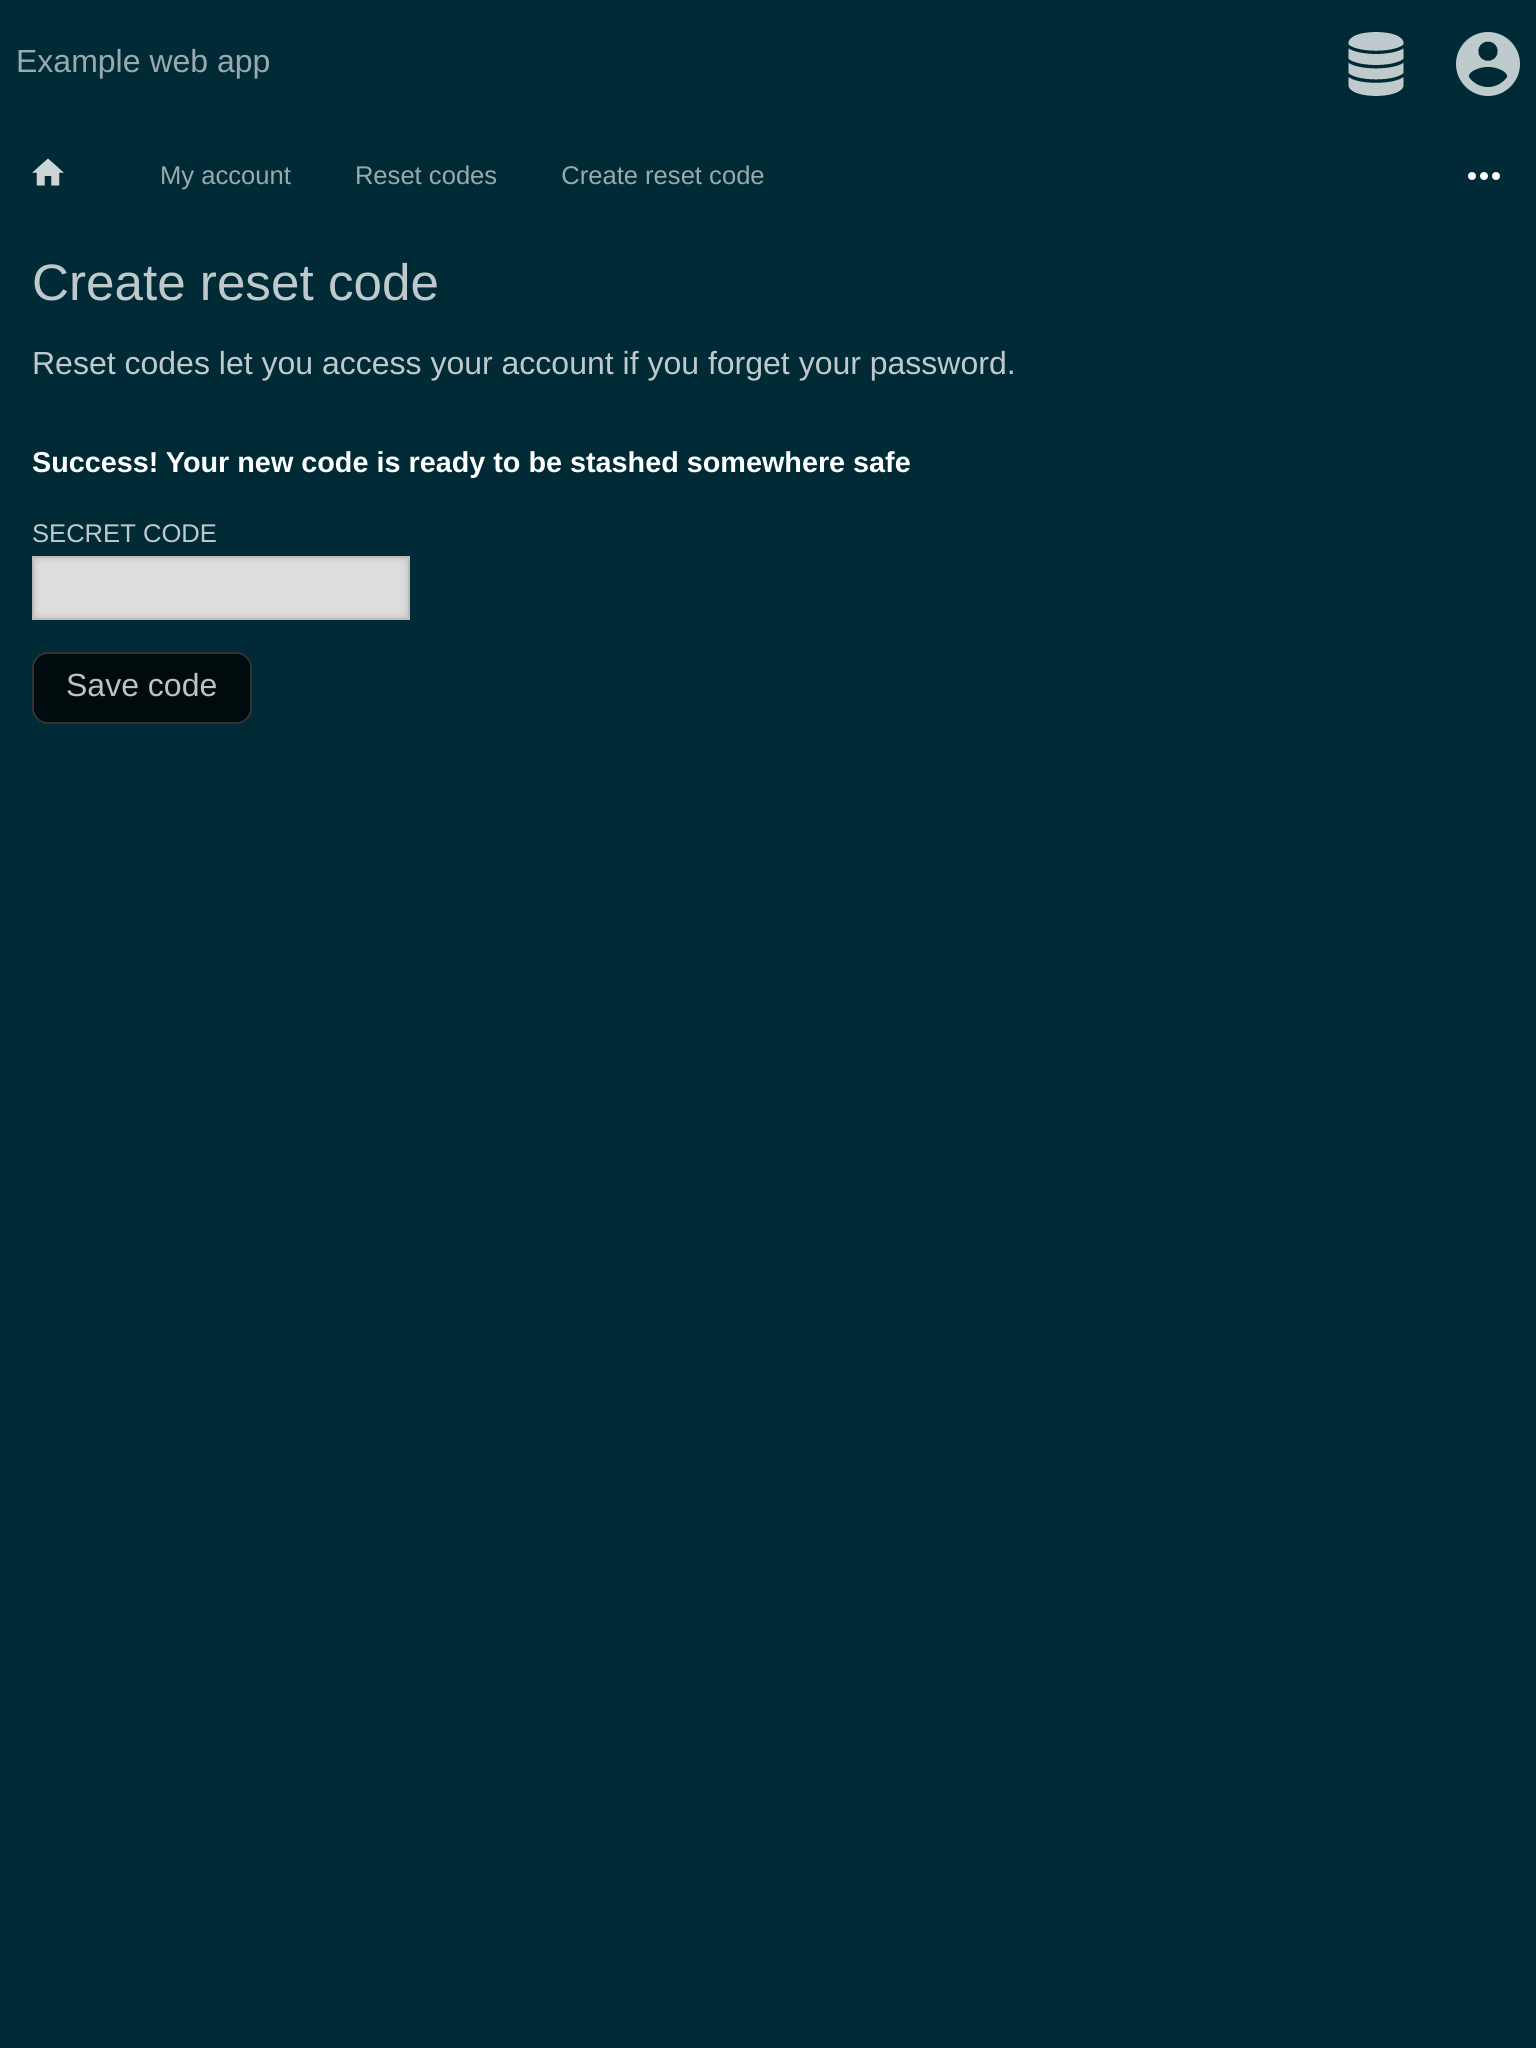 Example web app
My account Reset codes Create reset code
Create reset code
Reset codes let you access your account if you forget your password.
Success! Your new code is ready to be stashed somewhere safe
SECRET CODE
Save code